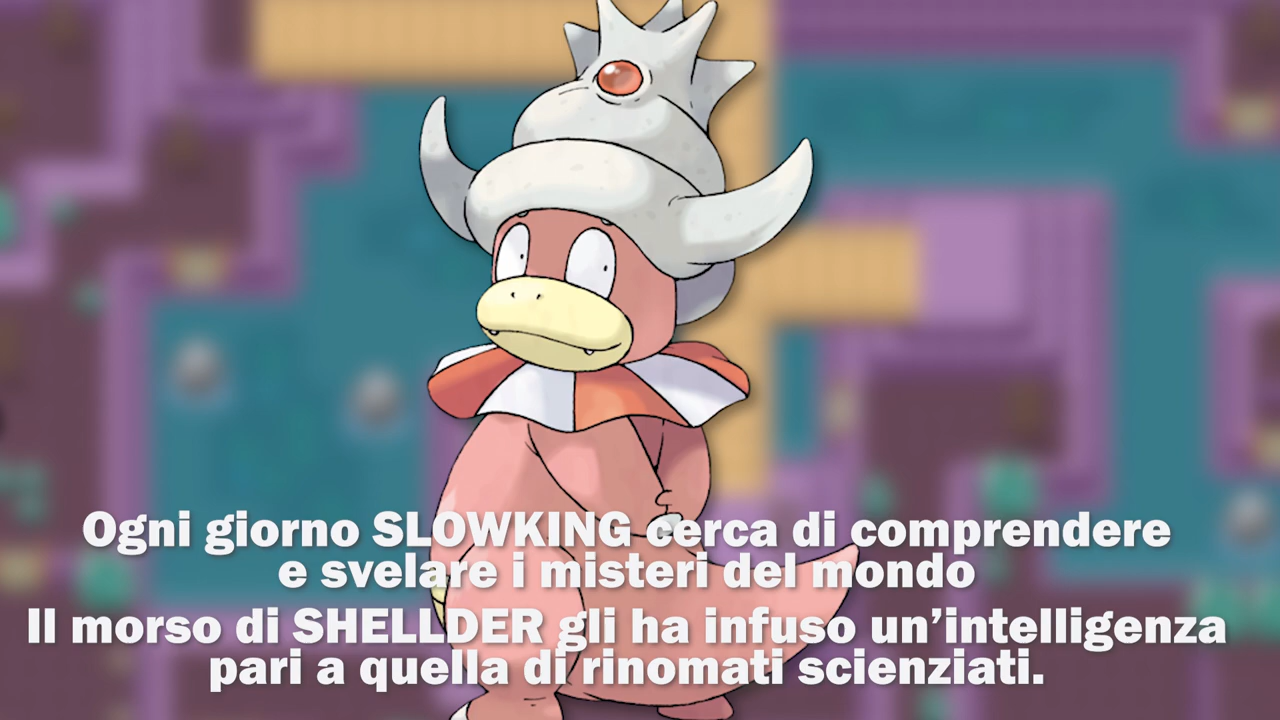 Ogni giorno SLOWKING cerca di comprendere
e svelare i misteri del mondo
Il morso di SHELLDER gli ha infuso un’intelligenza
pari a quella di rinomati scienziati.